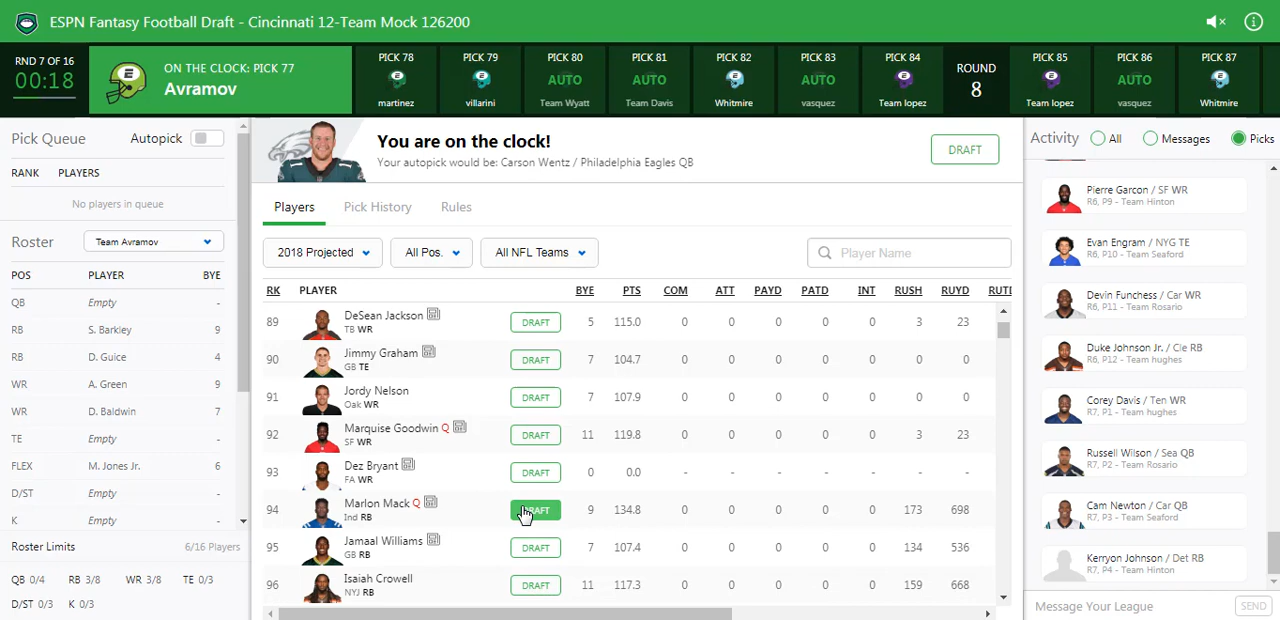 ESPN Fantasy Football Draft - Cincinnati 12-Team Mock 126200
RND 7 OF 16
00:18
ON THE CLOCK: PICK 77
Avramov
PICK 78
martinez
PICK 79
villarini
PICK 80
AUTO
Team Wyatt
PICK 81
AUTO
Team Davis
PICK 82
Whitmire
PICK 83
AUTO
vasquez
PICK 84
Team lopez
ROUND
8
PICK 85
Team lopez
PICK 86
AUTO
vasquez
PICK 87
Whitmire
Pick Queue
Autopick
RANK PLAYERS
No players in queue
Roster
Team Avramov
POS PLAYER BYE
QB Empty -
RB S. Barkley 9
RB D. Guice 4
WR A. Green 9
WR D. Baldwin 7
TE Empty -
FLEX M. Jones Jr. 6
D/ST Empty -
K Empty -
Roster Limits 6/16 Players
QB 0/4 RB 3/8 WR 3/8 TE 0/3
D/ST 0/3 K 0/3
You are on the clock!
Your autopick would be: Carson Wentz / Philadelphia Eagles QB
DRAFT
Players Pick History Rules
2018 Projected All Pos. All NFL Teams Player Name
RK PLAYER BYE PTS COM ATT PAYD PATD INT RUSH RUYD RUTD
89 DeSean Jackson TB WR DRAFT 5 115.0 0 0 0 0 0 3 23
90 Jimmy Graham GB TE DRAFT 7 104.7 0 0 0 0 0 0 0
91 Jordy Nelson Oak WR DRAFT 7 107.9 0 0 0 0 0 0 0
92 Marquise Goodwin Q SF WR DRAFT 11 119.8 0 0 0 0 0 3 23
93 Dez Bryant FA WR DRAFT 0 0.0 - - - - - - -
94 Marlon Mack Q Ind RB DRAFT 9 134.8 0 0 0 0 0 173 698
95 Jamaal Williams GB RB DRAFT 7 107.4 0 0 0 0 0 134 536
96 Isaiah Crowell NYJ RB DRAFT 11 117.3 0 0 0 0 0 159 668
Activity All Messages Picks
Pierre Garcon / SF WR
R6, P9 - Team Hinton
Evan Engram / NYG TE
R6, P10 - Team Seaford
Devin Funchess / Car WR
R6, P11 - Team Rosario
Duke Johnson Jr. / Cle RB
R6, P12 - Team hughes
Corey Davis / Ten WR
R7, P1 - Team hughes
Russell Wilson / Sea QB
R7, P2 - Team Rosario
Cam Newton / Car QB
R7, P3 - Team Seaford
Kerryon Johnson / Det RB
R7, P4 - Team Hinton
Message Your League SEND